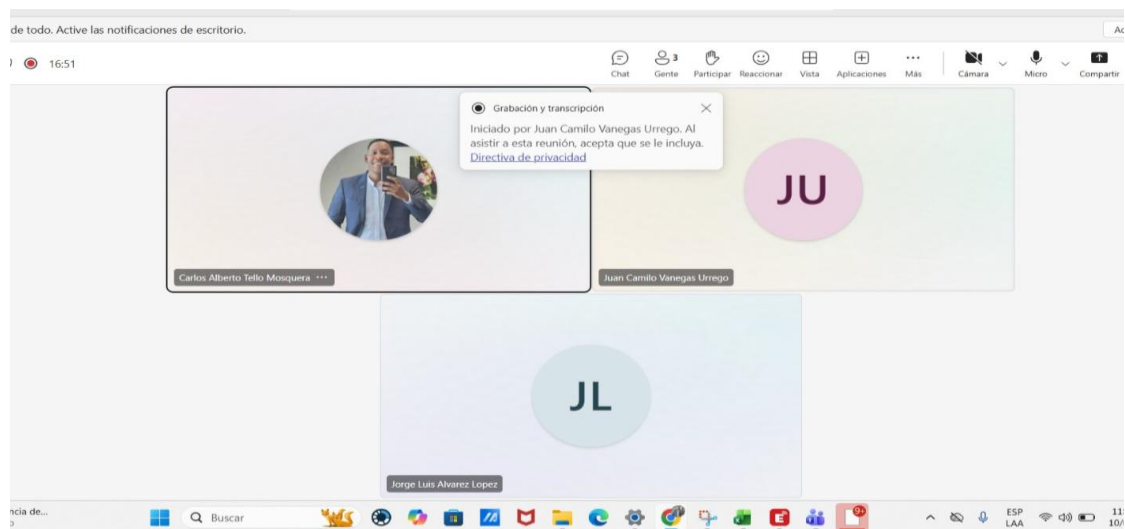 de todo. Active las notificaciones de escritorio.
16:51
3
Chat Gente Participar Reaccionar Vista Aplicaciones Más Cámara Micro Compartir
Grabación y transcripción
Iniciado por Juan Camilo Vanegas Urrego. Al
asistir a esta reunión, acepta que se le incluya.
Directiva de privacidad
JU
Carlos Alberto Tello Mosquera ···
Juan Camilo Vanegas Urrego
JL
Jorge Luis Alvarez Lopez
Buscar
9+
ESP
LAA